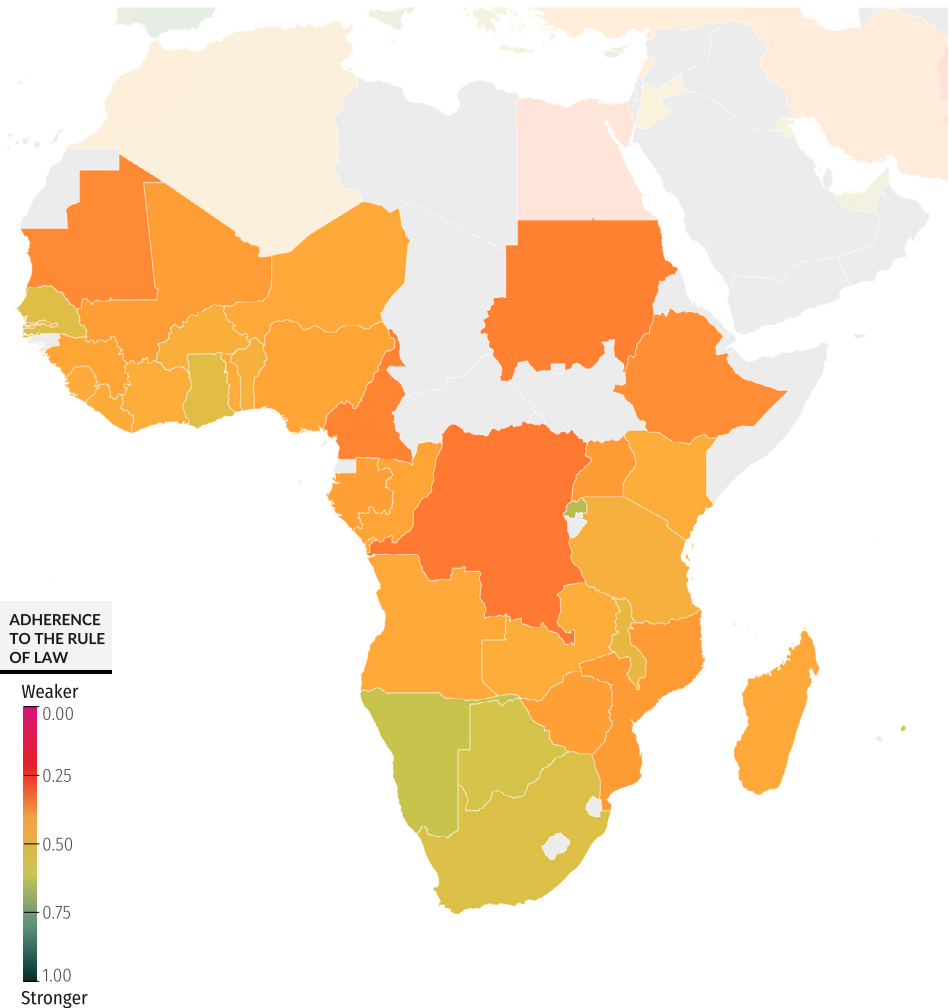 ADHERENCE
TO THE RULE
OF LAW
Weaker
0.00
0.25
0.50
0.75
1.00
Stronger